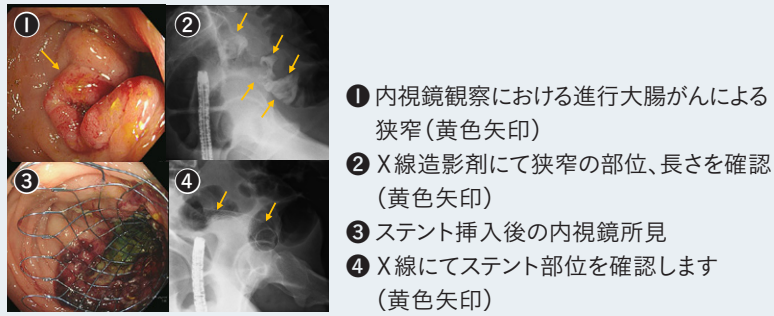 ❶ ❷
❸ ❹
❶ 内視鏡観察における進行大腸がんによる
狭窄(黄色矢印)
❷ X線造影剤にて狭窄の部位、長さを確認
(黄色矢印)
❸ ステント挿入後の内視鏡所見
❹ X線にてステント部位を確認します
(黄色矢印)